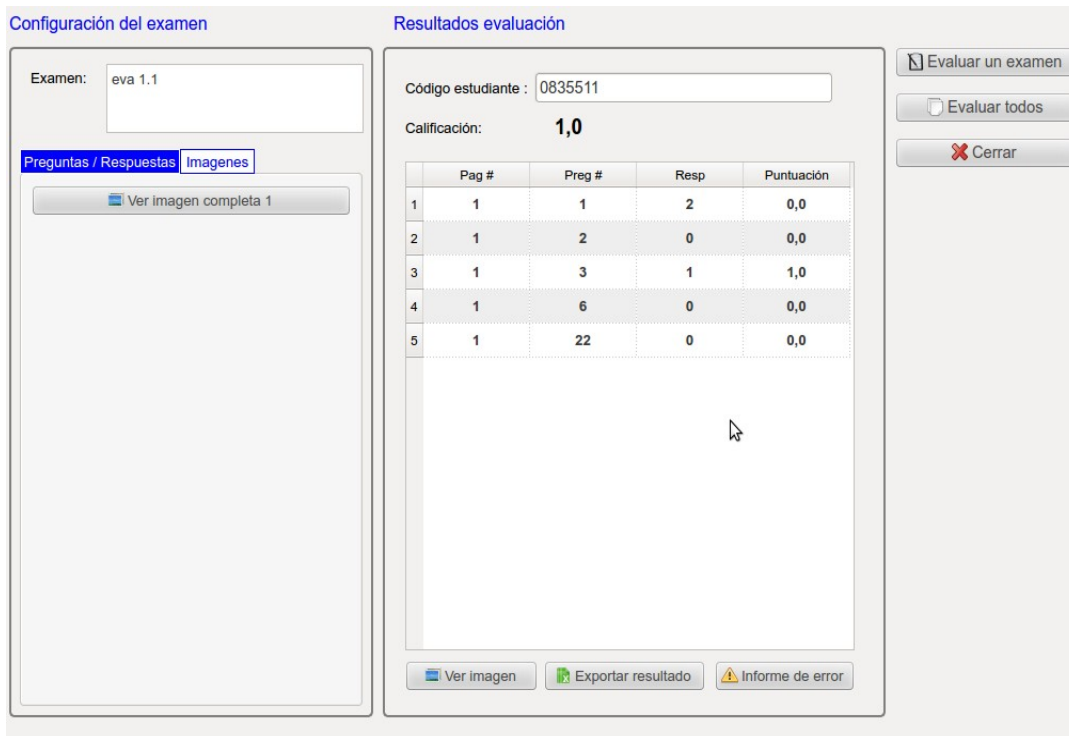 Configuración del examen
Examen:
eva 1.1
Preguntas / Respuestas
Imagenes
Ver imagen completa 1
Resultados evaluación
Código estudiante : 0835511
Calificación: 1,0
Pag # Preg # Resp Puntuación
1 1 1 2 0,0
2 1 2 0 0,0
3 1 3 1 1,0
4 1 6 0 0,0
5 1 22 0 0,0
Ver imagen
Exportar resultado
Informe de error
Evaluar un examen
Evaluar todos
Cerrar